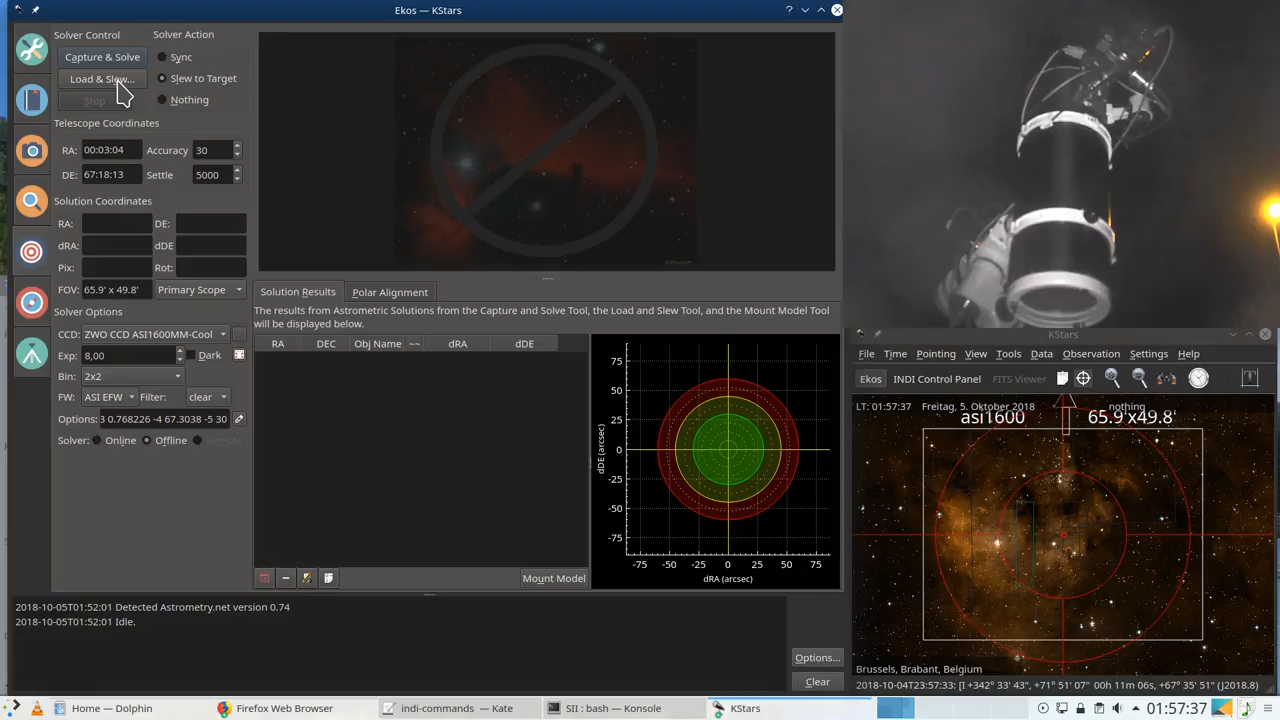 Ekos — KStars
Solver Control
Solver Action
Capture & Solve
Sync
Load & Slew...
Slew to Target
Stop
Nothing
Telescope Coordinates
RA: 00:03:04 Accuracy 30
DE: 67:18:13 Settle 5000
Solution Coordinates
RA: DE:
dRA: dDE
Pix: Rot:
FOV: 65.9' x 49.8' Primary Scope
Solver Options
CCD: ZWO CCD ASI1600MM-Cool
Exp: 8,00 Dark
Bin: 2x2
FW: ASI EFW Filter: clear
Options: 3 0.768226 -4 67.3038 -5 30
Solver: Online Offline Remote
Solution Results Polar Alignment
The results from Astrometric Solutions from the Capture and Solve Tool, the Load and Slew Tool, and the Mount Model Tool
will be displayed below.
RA DEC Obj Name ~~ dRA dDE
75
50
25
0
-25
-50
-75
dDE (arcsec)
-75 -50 -25 0 25 50 75
dRA (arcsec)
Mount Model
2018-10-05T01:52:01 Detected Astrometry.net version 0.74
2018-10-05T01:52:01 Idle.
Options...
Clear
KStars
File Time Pointing View Tools Data Observation Settings Help
Ekos INDI Control Panel FITS Viewer
LT: 01:57:37 Freitag, 5. Oktober 2018 nothing
asi1600 65.9'x49.8'
Brussels, Brabant, Belgium
2018-10-04T23:57:33 [I +342° 33' 43", +71° 51' 07" 00h 11m 06s, +67° 35' 51" (J2018.8)
Home — Dolphin
Firefox Web Browser
indi-commands — Kate
SII : bash — Konsole
KStars
01:57:37